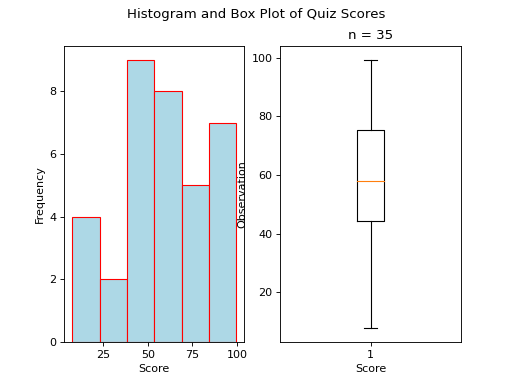 Histogram and Box Plot of Quiz Scores
n = 35
Frequency
0
2
4
6
8
25
50
75
100
Score
Observation
20
40
60
80
100
1
Score